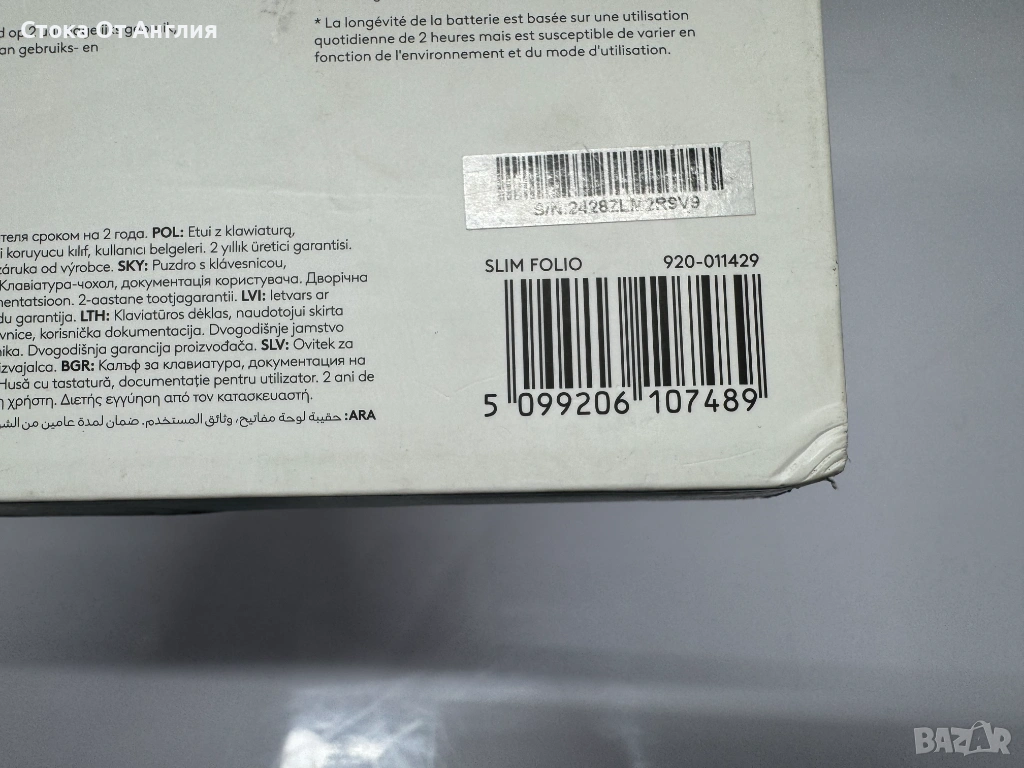 Стока От Англия
an gebruiks- en
* La longévité de la batterie est basée sur une utilisation
quotidienne de 2 heures mais est susceptible de varier en
fonction de l'environnement et du mode d'utilisation.
S/N:2428ZLM2R9V9
SLIM FOLIO 920-011429
5 099206 107489
теля сроком на 2 года. POL: Etui z klawiaturą,
i koruyucu kılıf, kullanıcı belgeleri. 2 yıllık üretici garantisi.
záruka od výrobce. SKY: Puzdro s klávesnicou,
Клавіатура-чохол, документація користувача. Дворічна
mentatsioon. 2-aastane tootjagarantii. LVI: Ietvars ar
du garantija. LTH: Klaviatūros dėklas, naudotojui skirta
ovnice, korisnička dokumentacija. Dvogodišnje jamstvo
nika. Dvogodišnja garancija proizvođača. SLV: Ovitek za
izvajalca. BGR: Калъф за клавиатура, документация на
Husă cu tastatură, documentație pentru utilizator. 2 ani de
η χρήστη. Διετής εγγύηση από τον κατασκευαστή.
ARA: حقيبة لوحة مفاتيح، وثائق المستخدم. ضمان لمدة عامين من الشر
BAZAR